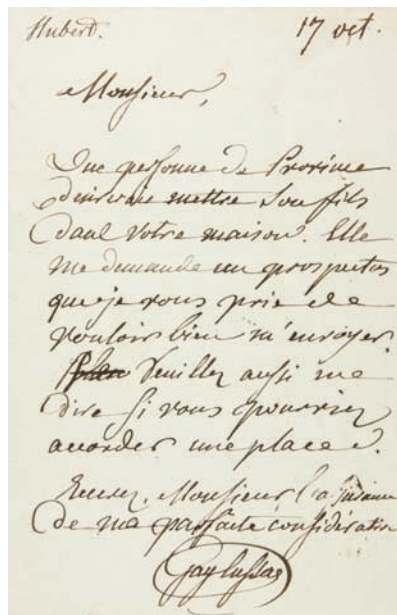 Hubert.
17 oct.
Monsieur,
Une personne de Province
désireroit mettre son fils
dans votre maison. Elle
me demande un prospectus
que je vous prie de
vouloir bien m'envoyer.
Veuillez aussi me
dire si vous pourriez
accorder une place.
Recevez, Monsieur l'assurance
de ma parfaite considération
Gay Lussac